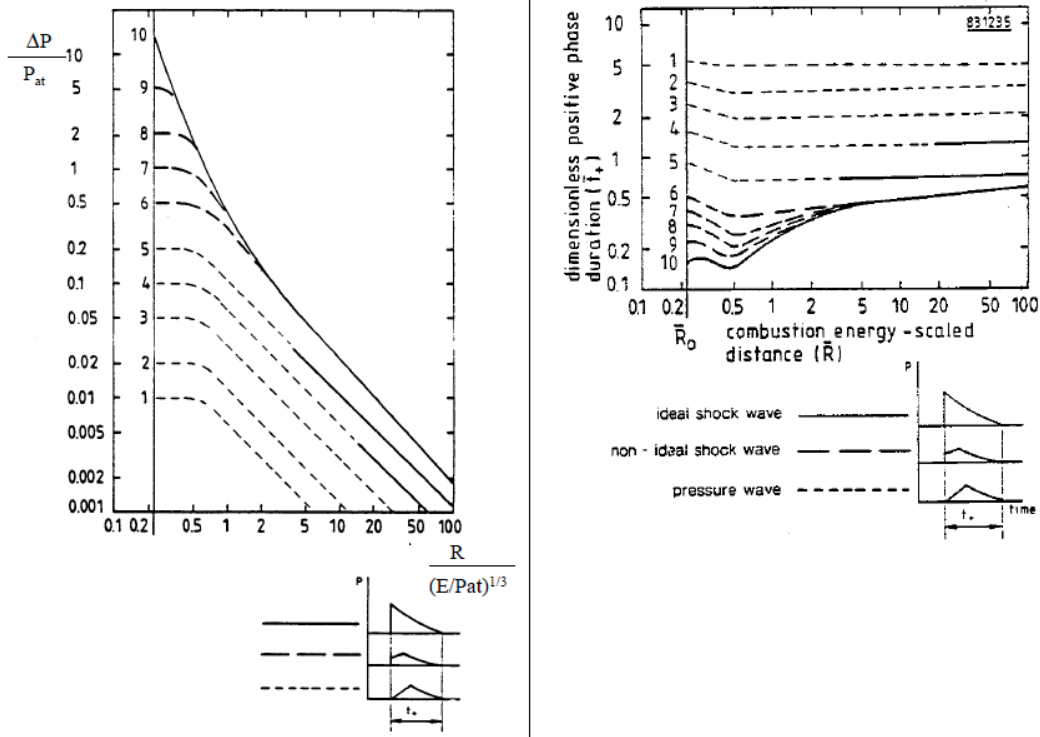 ΔP
P_at
10
5
2
1
0.5
0.2
0.1
0.05
0.02
0.01
0.005
0.002
0.001
10
9
8
7
6
5
4
3
2
1
0.1 0.2 0.5 1 2 5 10 20 50 100
R
(E/Pat)^1/3
P
t+
831235
dimensionless positive phase
duration (t̄+)
10
5
2
1
0.5
0.2
0.1
1
2
3
4
5
6
7
8
9
10
0.1 0.2 0.5 1 2 5 10 20 50 100
R̄0 combustion energy-scaled
distance (R̄)
P
ideal shock wave
non - ideal shock wave
pressure wave
time
t+